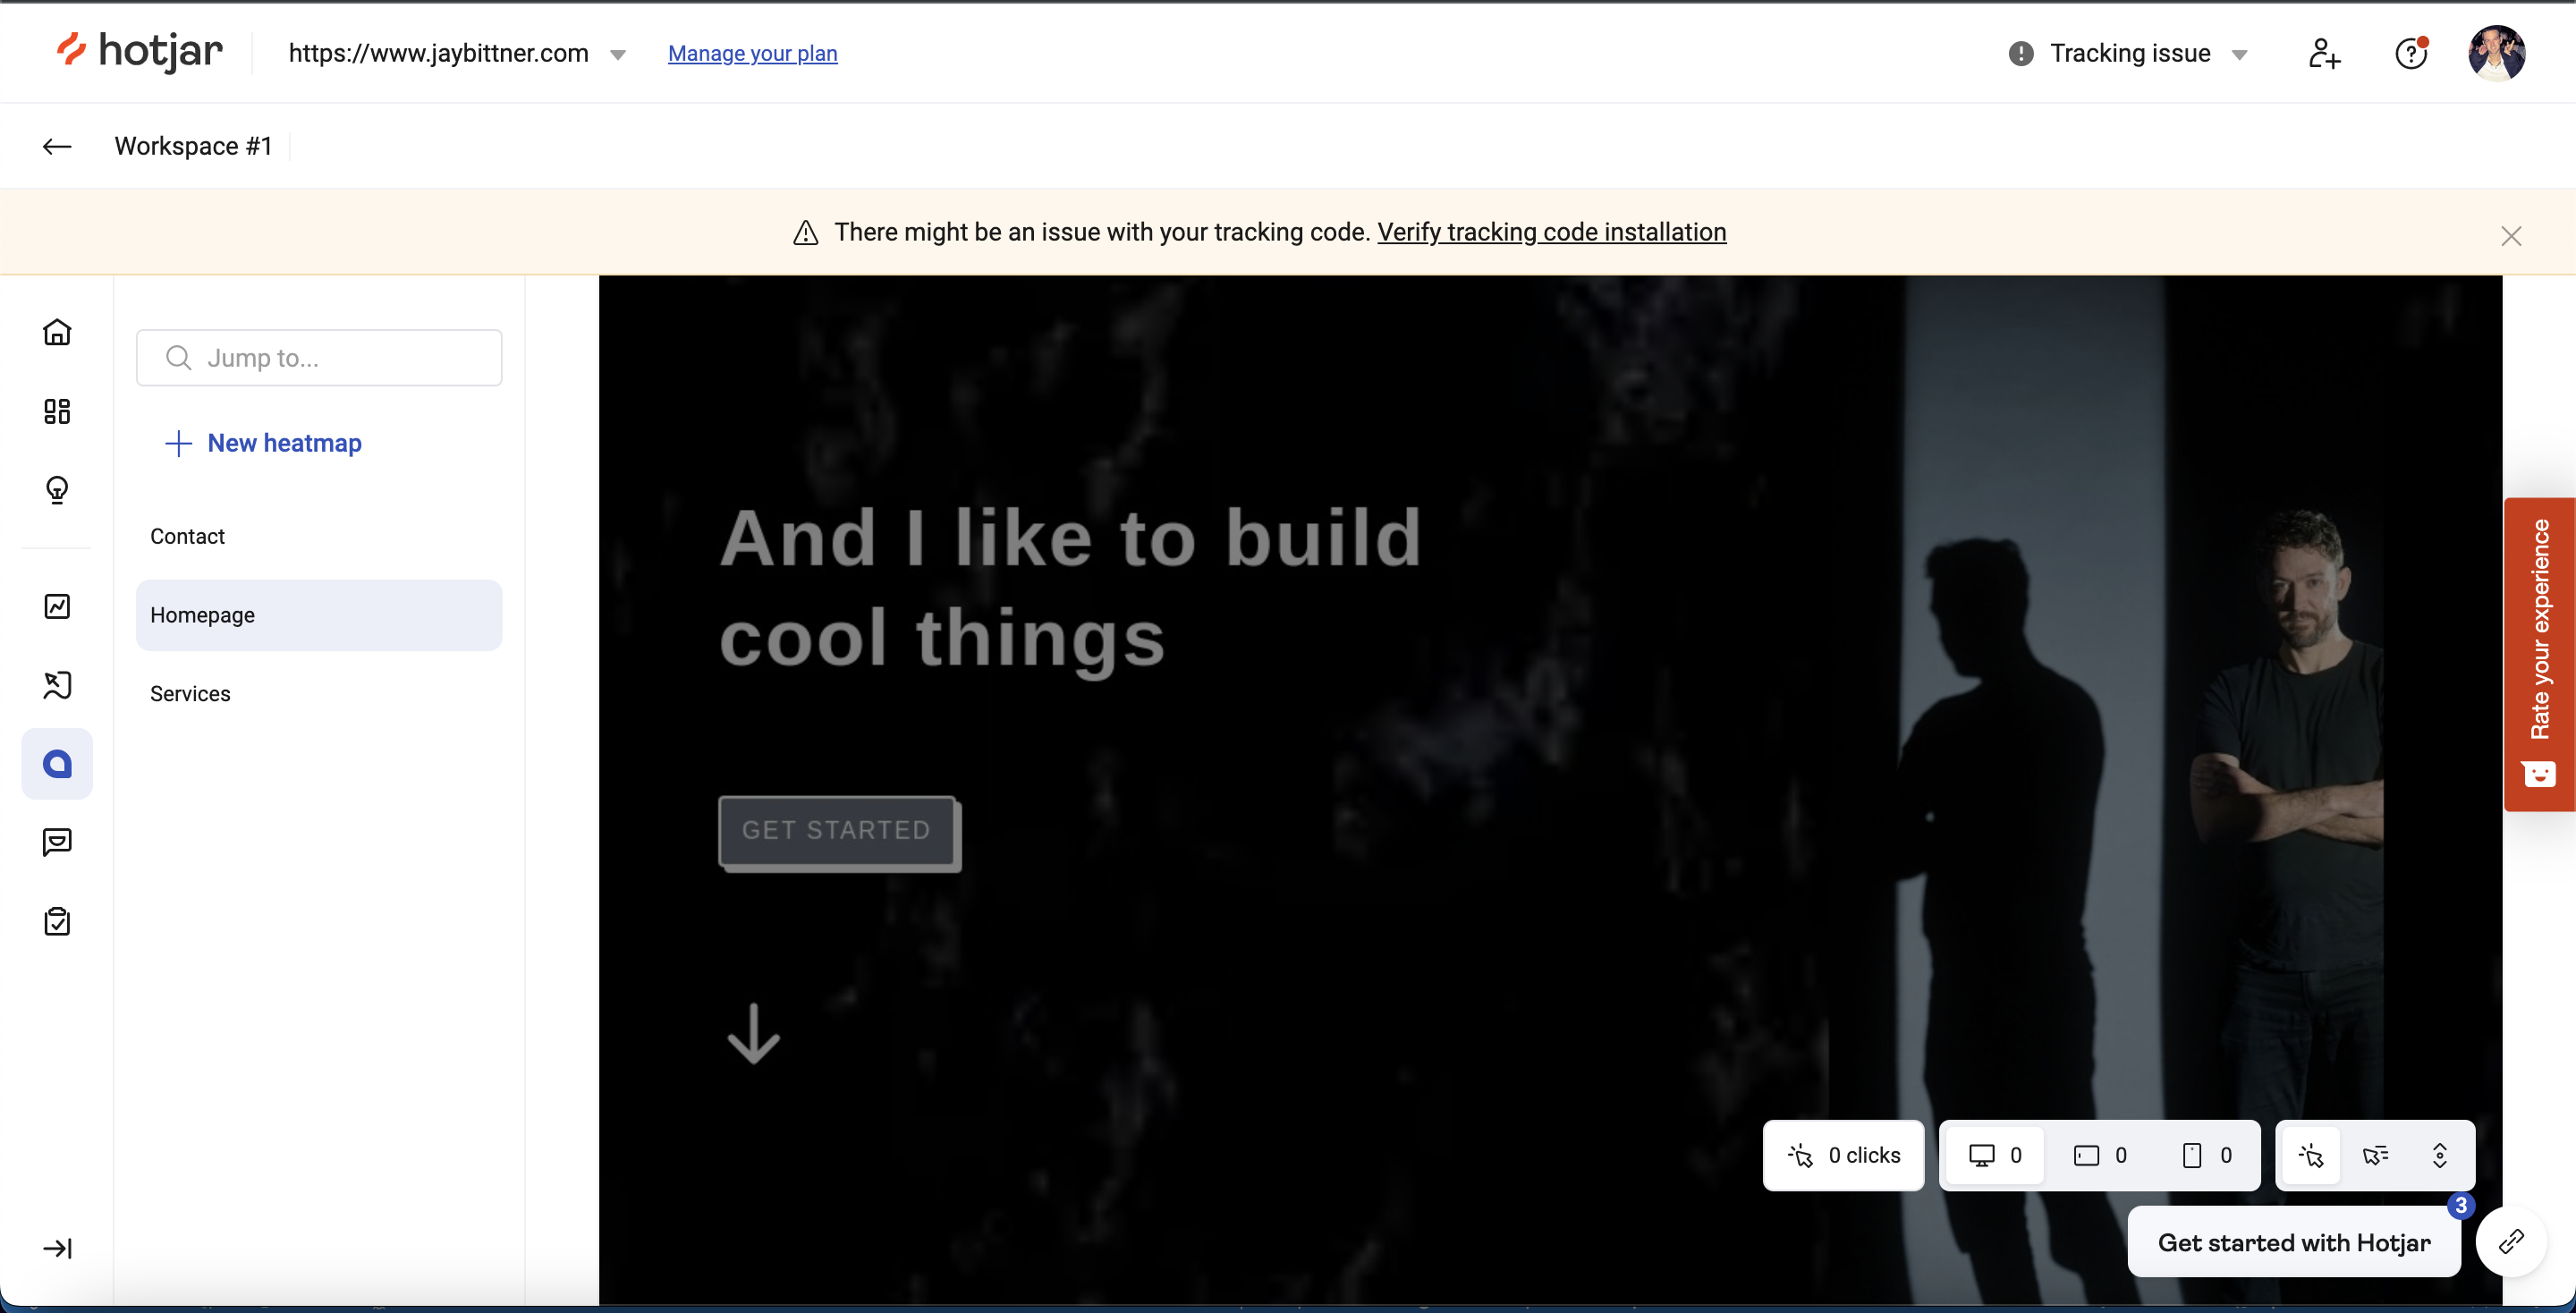 hotjar
https://www.jaybittner.com
Manage your plan
Tracking issue
Workspace #1
There might be an issue with your tracking code. Verify tracking code installation
Jump to...
New heatmap
Contact
Homepage
Services
And I like to build
cool things
GET STARTED
Rate your experience
0 clicks
0
0
0
3
Get started with Hotjar